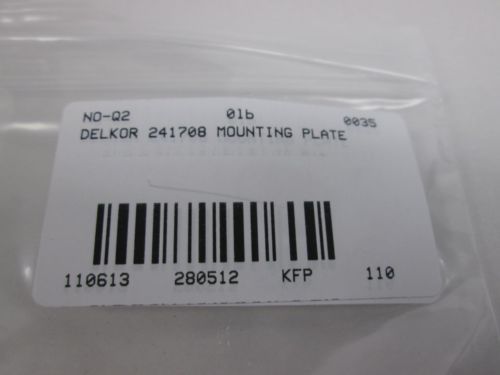 NO-Q2 01b 0035
DELKOR 241708 MOUNTING PLATE
110613 280512 KFP 110